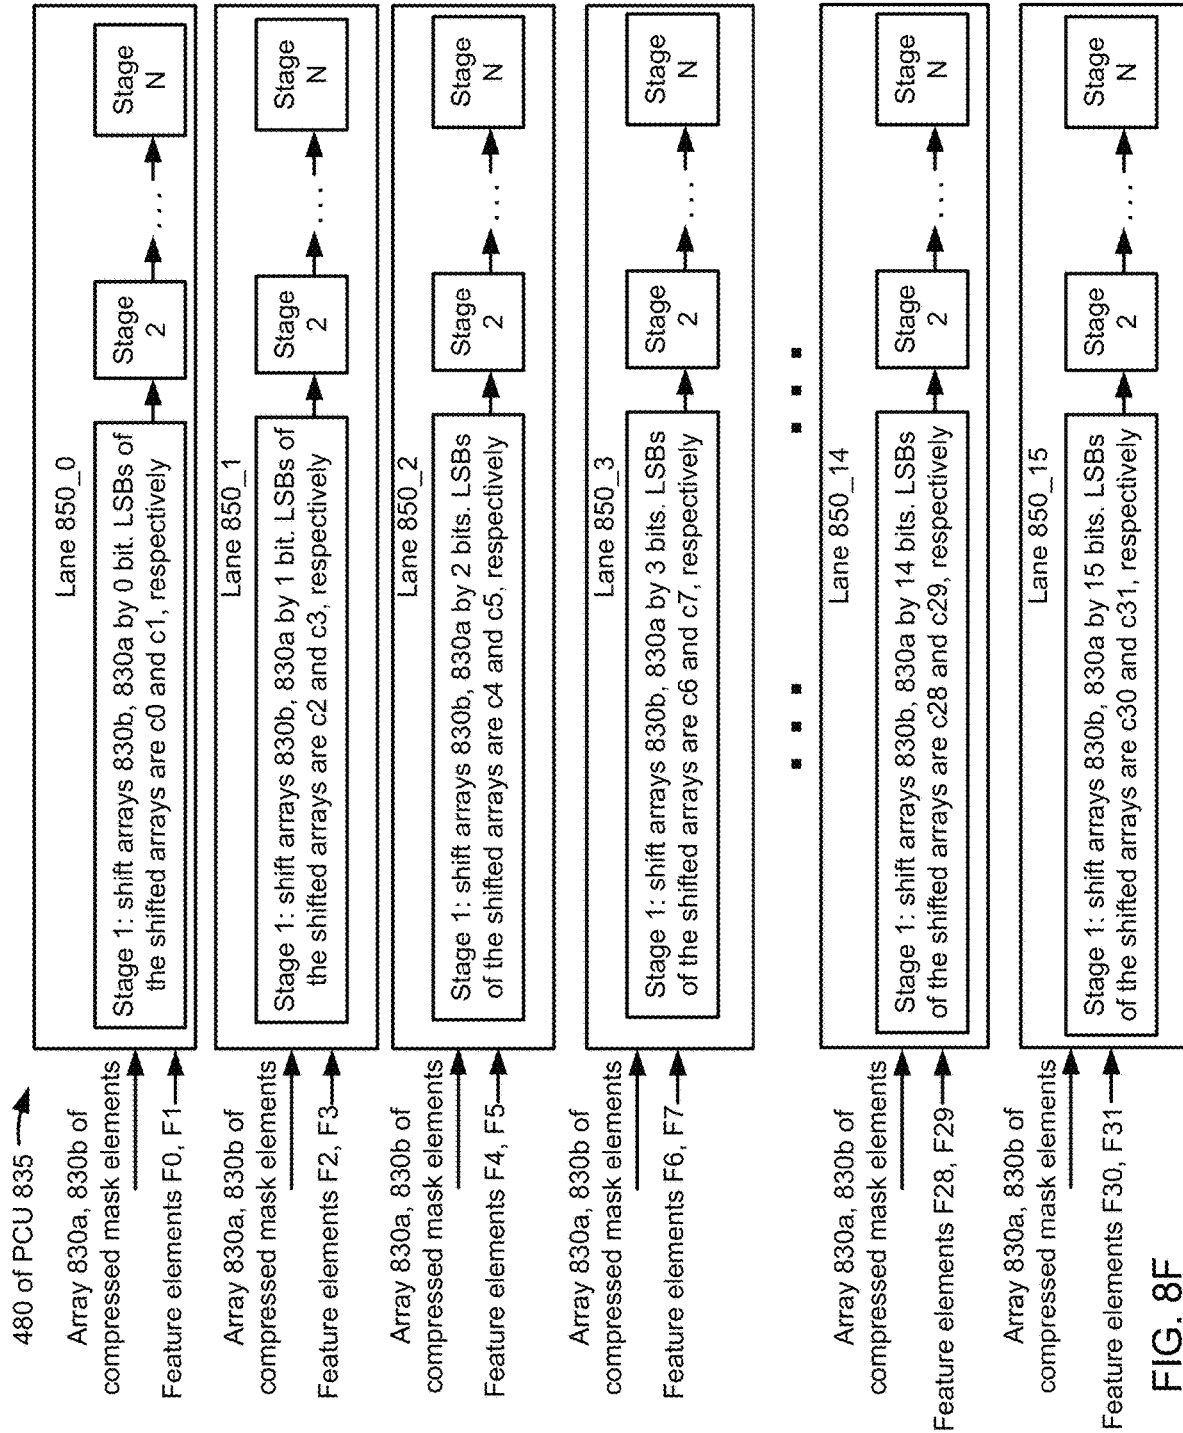 480 of PCU 835
Array 830a, 830b of
compressed mask elements
Feature elements F0, F1
Lane 850_0
Stage 1: shift arrays 830b, 830a by 0 bit. LSBs of
the shifted arrays are c0 and c1, respectively
Stage
2
. . .
Stage
N
Array 830a, 830b of
compressed mask elements
Feature elements F2, F3
Lane 850_1
Stage 1: shift arrays 830b, 830a by 1 bit. LSBs of
the shifted arrays are c2 and c3, respectively
Stage
2
. . .
Stage
N
Array 830a, 830b of
compressed mask elements
Feature elements F4, F5
Lane 850_2
Stage 1: shift arrays 830b, 830a by 2 bits. LSBs
of the shifted arrays are c4 and c5, respectively
Stage
2
. . .
Stage
N
Array 830a, 830b of
compressed mask elements
Feature elements F6, F7
Lane 850_3
Stage 1: shift arrays 830b, 830a by 3 bits. LSBs
of the shifted arrays are c6 and c7, respectively
Stage
2
. . .
Stage
N
Array 830a, 830b of
compressed mask elements
Feature elements F28, F29
Lane 850_14
Stage 1: shift arrays 830b, 830a by 14 bits. LSBs
of the shifted arrays are c28 and c29, respectively
Stage
2
. . .
Stage
N
Array 830a, 830b of
compressed mask elements
Feature elements F30, F31
Lane 850_15
Stage 1: shift arrays 830b, 830a by 15 bits. LSBs
of the shifted arrays are c30 and c31, respectively
Stage
2
. . .
Stage
N
FIG. 8F